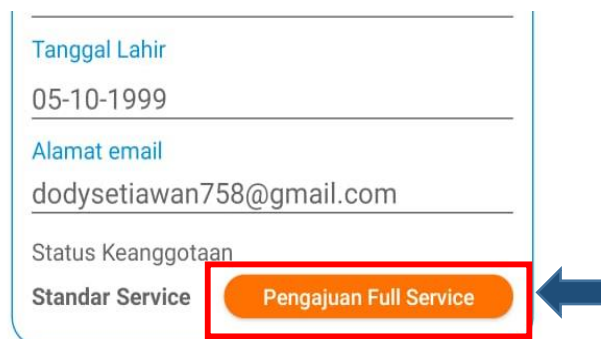 Tanggal Lahir
05-10-1999
Alamat email
dodysetiawan758@gmail.com
Status Keanggotaan
Standar Service Pengajuan Full Service